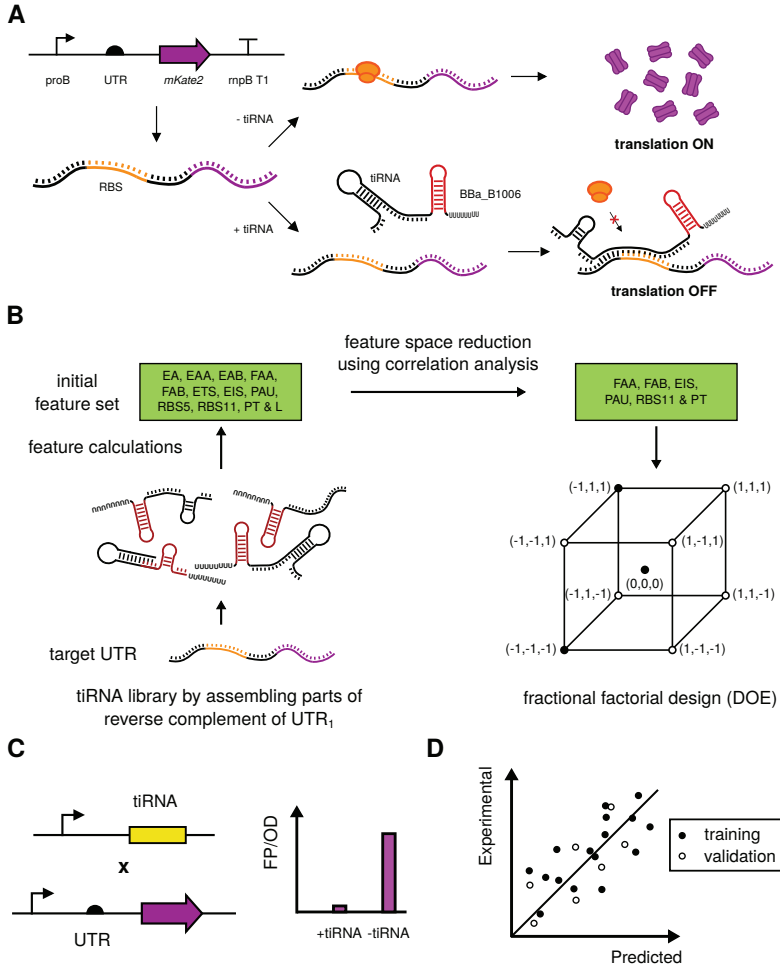 A
proB UTR mKate2 rnpB T1
- tiRNA
translation ON
RBS
tiRNA
BBa_B1006
+ tiRNA
translation OFF
B
feature space reduction
using correlation analysis
initial
feature set
EA, EAA, EAB, FAA,
FAB, ETS, EIS, PAU,
RBS5, RBS11, PT & L
FAA, FAB, EIS,
PAU, RBS11 & PT
feature calculations
(-1,1,1) (1,1,1)
(-1,-1,1) (1,-1,1)
(0,0,0)
(-1,1,-1) (1,1,-1)
(-1,-1,-1) (1,-1,-1)
target UTR
tiRNA library by assembling parts of
reverse complement of UTR₁
fractional factorial design (DOE)
C
tiRNA
x
UTR
FP/OD
+tiRNA -tiRNA
D
Experimental
training
validation
Predicted